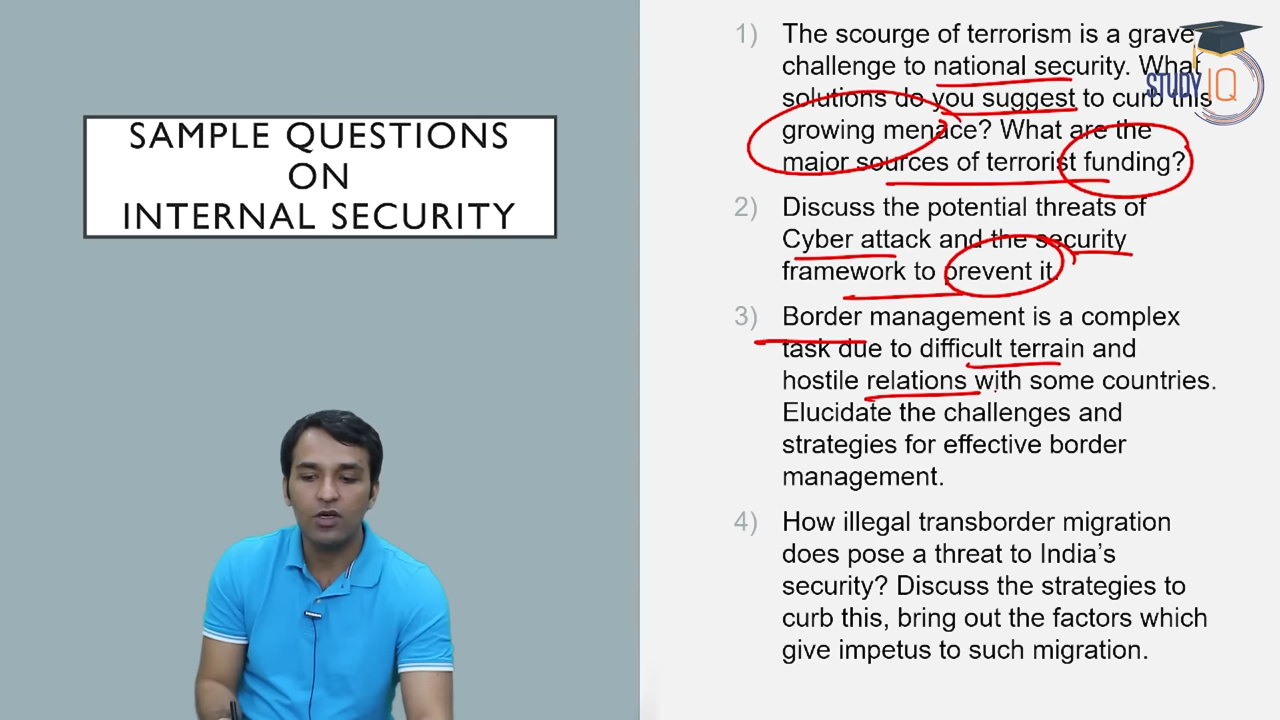 SAMPLE QUESTIONS
ON
INTERNAL SECURITY
1) The scourge of terrorism is a grave
challenge to national security. What
solutions do you suggest to curb this
growing menace? What are the
major sources of terrorist funding?
2) Discuss the potential threats of
Cyber attack and the security
framework to prevent it.
3) Border management is a complex
task due to difficult terrain and
hostile relations with some countries.
Elucidate the challenges and
strategies for effective border
management.
4) How illegal transborder migration
does pose a threat to India’s
security? Discuss the strategies to
curb this, bring out the factors which
give impetus to such migration.
STUDY IQ